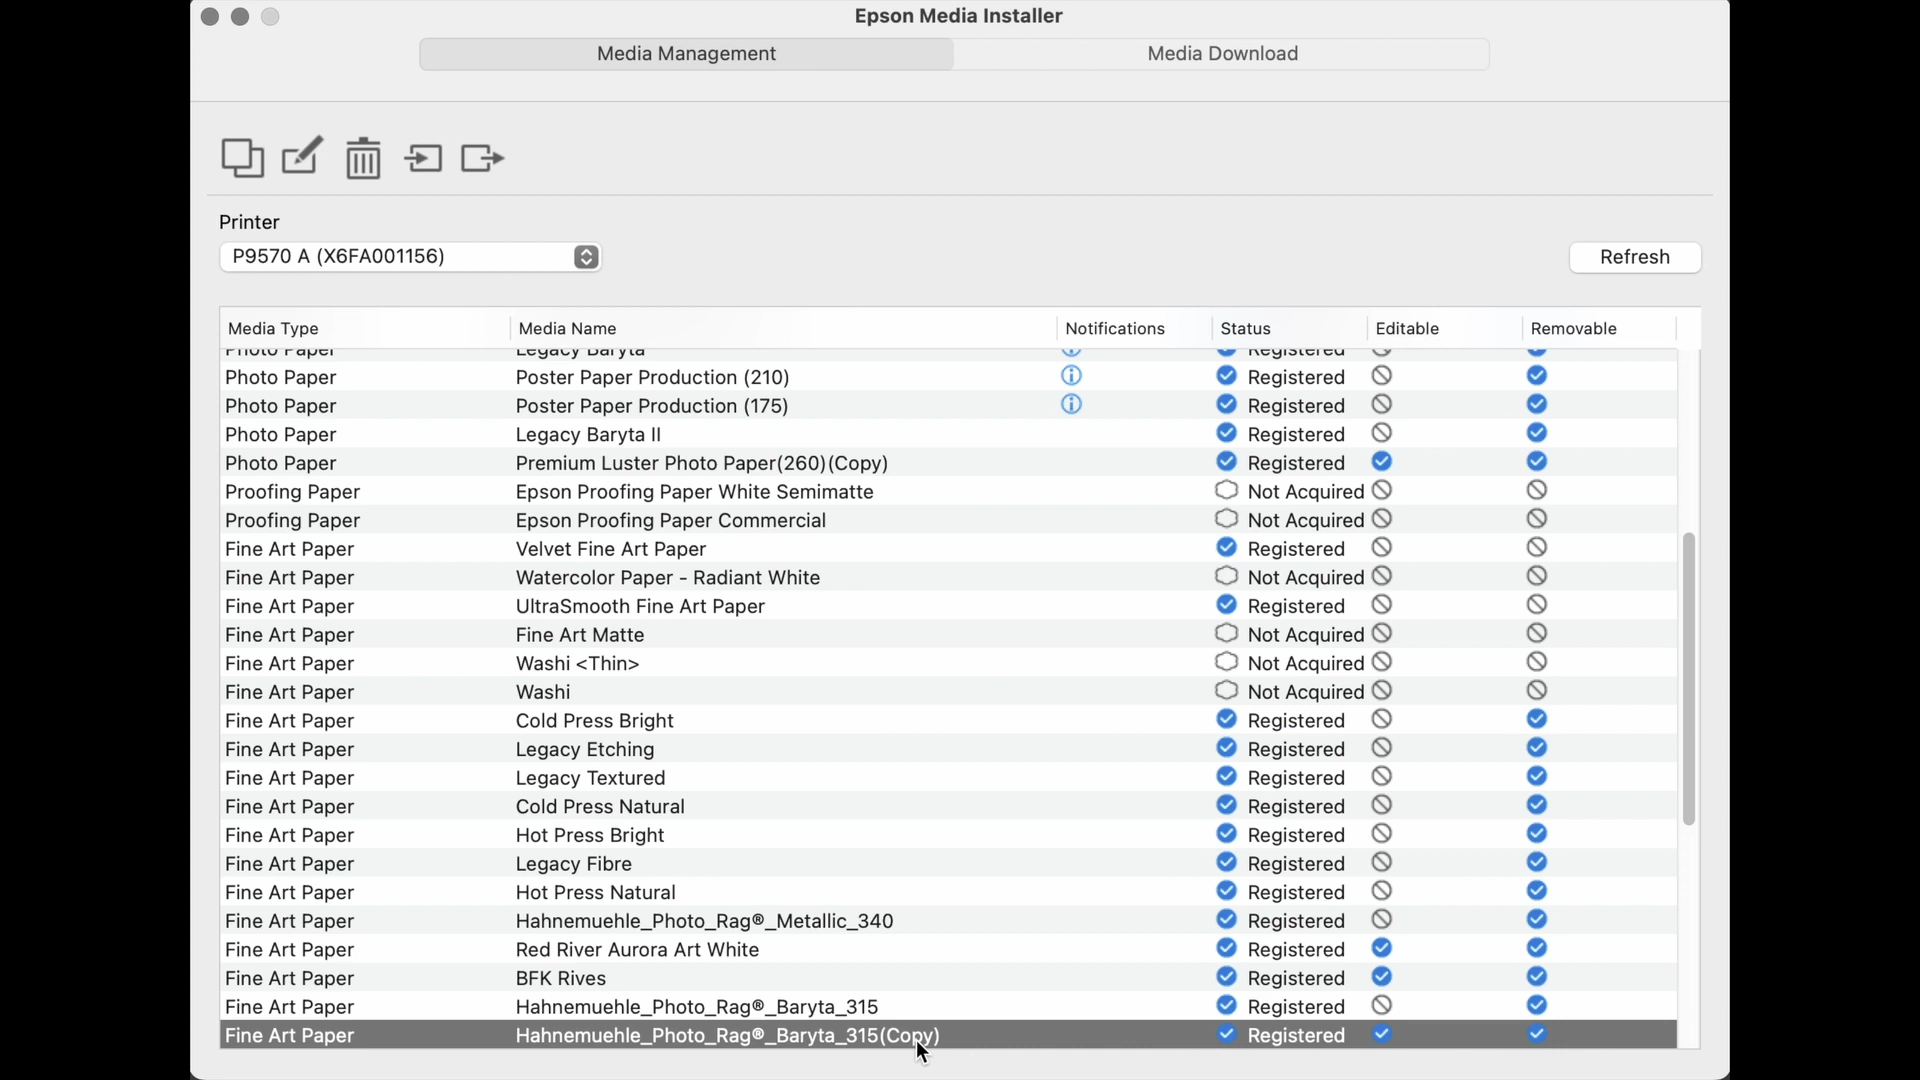 Epson Media Installer
Media Management Media Download
Printer
P9570 A (X6FA001156) Refresh
Media Type Media Name Notifications Status Editable Removable
Photo Paper Legacy Baryta Registered
Photo Paper Poster Paper Production (210) Registered
Photo Paper Poster Paper Production (175) Registered
Photo Paper Legacy Baryta II Registered
Photo Paper Premium Luster Photo Paper(260)(Copy) Registered
Proofing Paper Epson Proofing Paper White Semimatte Not Acquired
Proofing Paper Epson Proofing Paper Commercial Not Acquired
Fine Art Paper Velvet Fine Art Paper Registered
Fine Art Paper Watercolor Paper - Radiant White Not Acquired
Fine Art Paper UltraSmooth Fine Art Paper Registered
Fine Art Paper Fine Art Matte Not Acquired
Fine Art Paper Washi <Thin> Not Acquired
Fine Art Paper Washi Not Acquired
Fine Art Paper Cold Press Bright Registered
Fine Art Paper Legacy Etching Registered
Fine Art Paper Legacy Textured Registered
Fine Art Paper Cold Press Natural Registered
Fine Art Paper Hot Press Bright Registered
Fine Art Paper Legacy Fibre Registered
Fine Art Paper Hot Press Natural Registered
Fine Art Paper Hahnemuehle_Photo_Rag®_Metallic_340 Registered
Fine Art Paper Red River Aurora Art White Registered
Fine Art Paper BFK Rives Registered
Fine Art Paper Hahnemuehle_Photo_Rag®_Baryta_315 Registered
Fine Art Paper Hahnemuehle_Photo_Rag®_Baryta_315(Copy) Registered